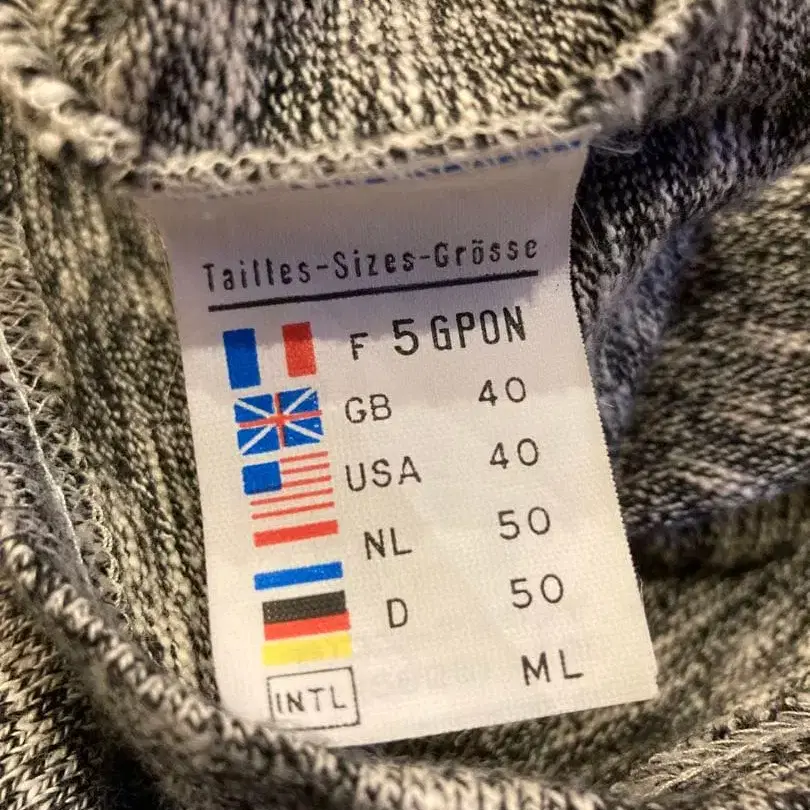 Tailles-Sizes-Grösse
F 5 GPON
GB 40
USA 40
NL 50
D 50
INTL ML